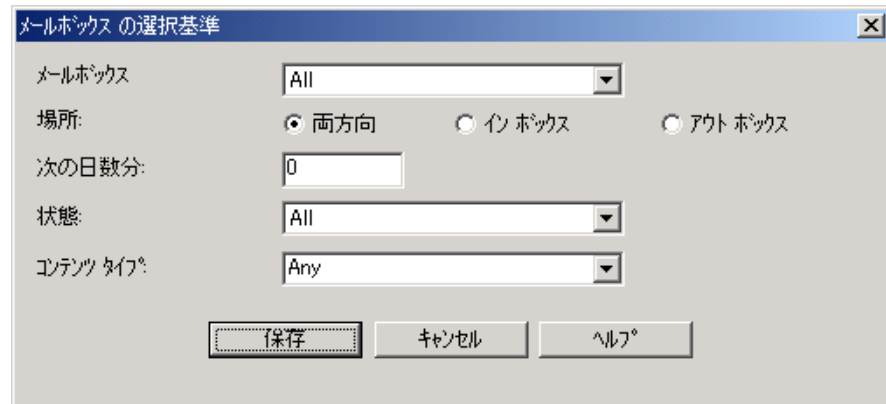 メールボックス の選択基準
メールボックス All
場所: 両方向 イン ボックス アウト ボックス
次の日数分: 0
状態: All
コンテンツ タイプ: Any
保存 キャンセル ヘルプ